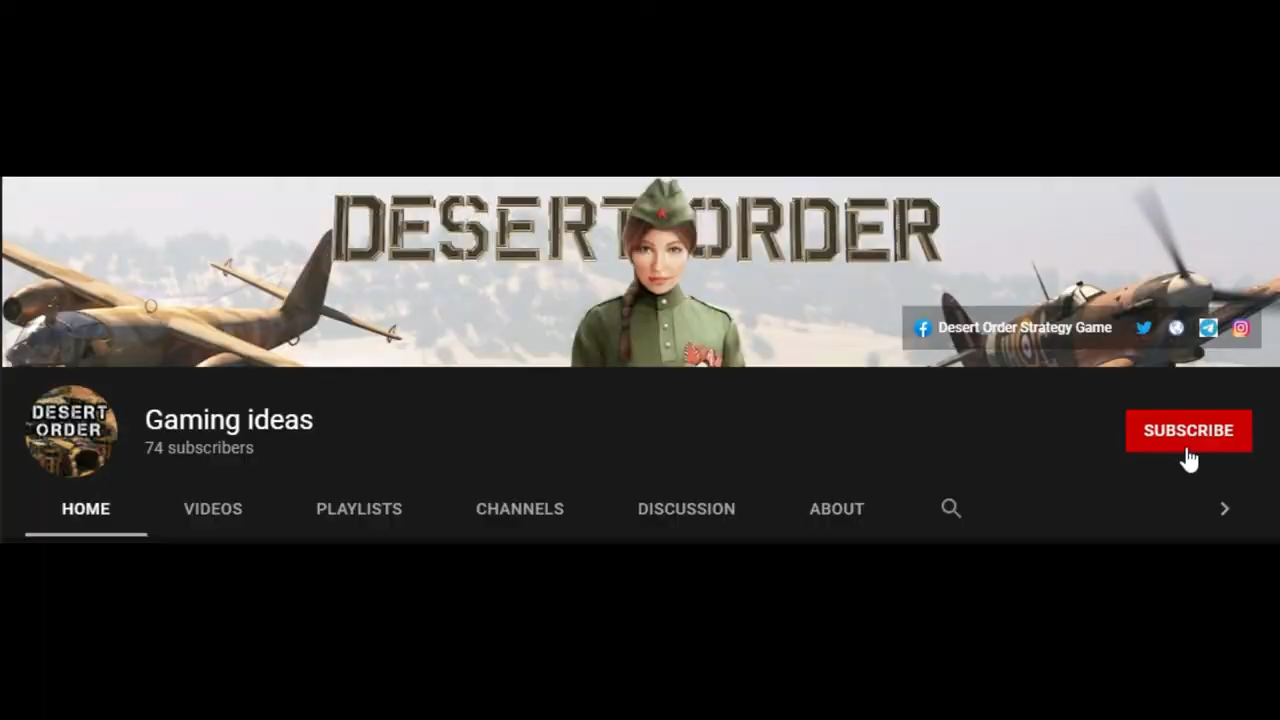 DESERT ORDER
Desert Order Strategy Game
DESERT
ORDER
Gaming ideas
74 subscribers
SUBSCRIBE
HOME VIDEOS PLAYLISTS CHANNELS DISCUSSION ABOUT